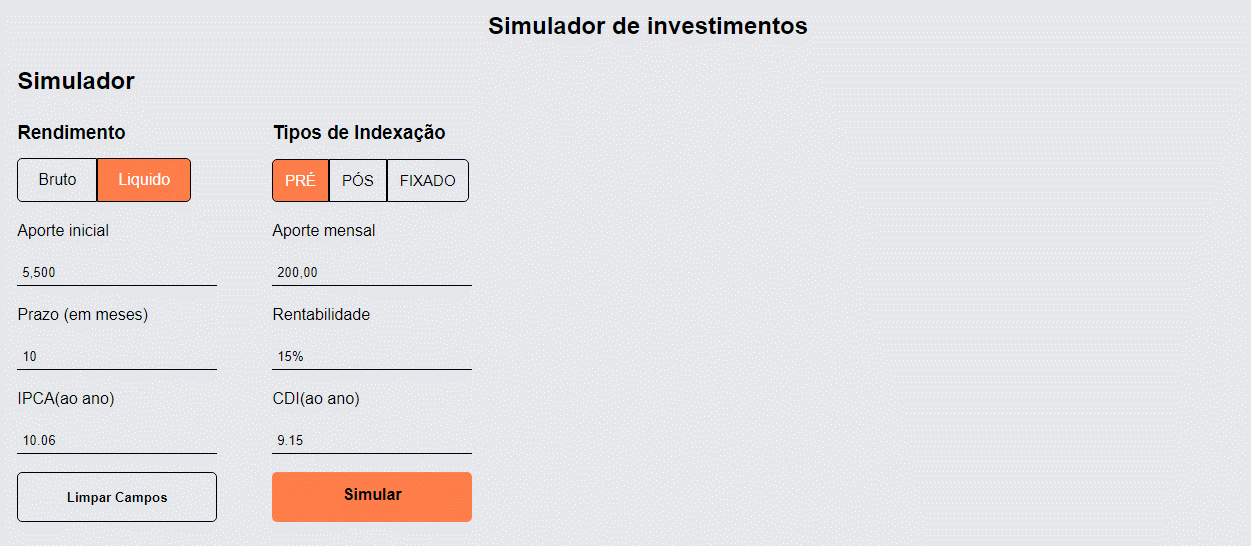 Simulador de investimentos
Simulador
Rendimento Tipos de Indexação
Bruto Liquido PRÉ PÓS FIXADO
Aporte inicial Aporte mensal
5,500 200,00
Prazo (em meses) Rentabilidade
10 15%
IPCA(ao ano) CDI(ao ano)
10.06 9.15
Limpar Campos Simular